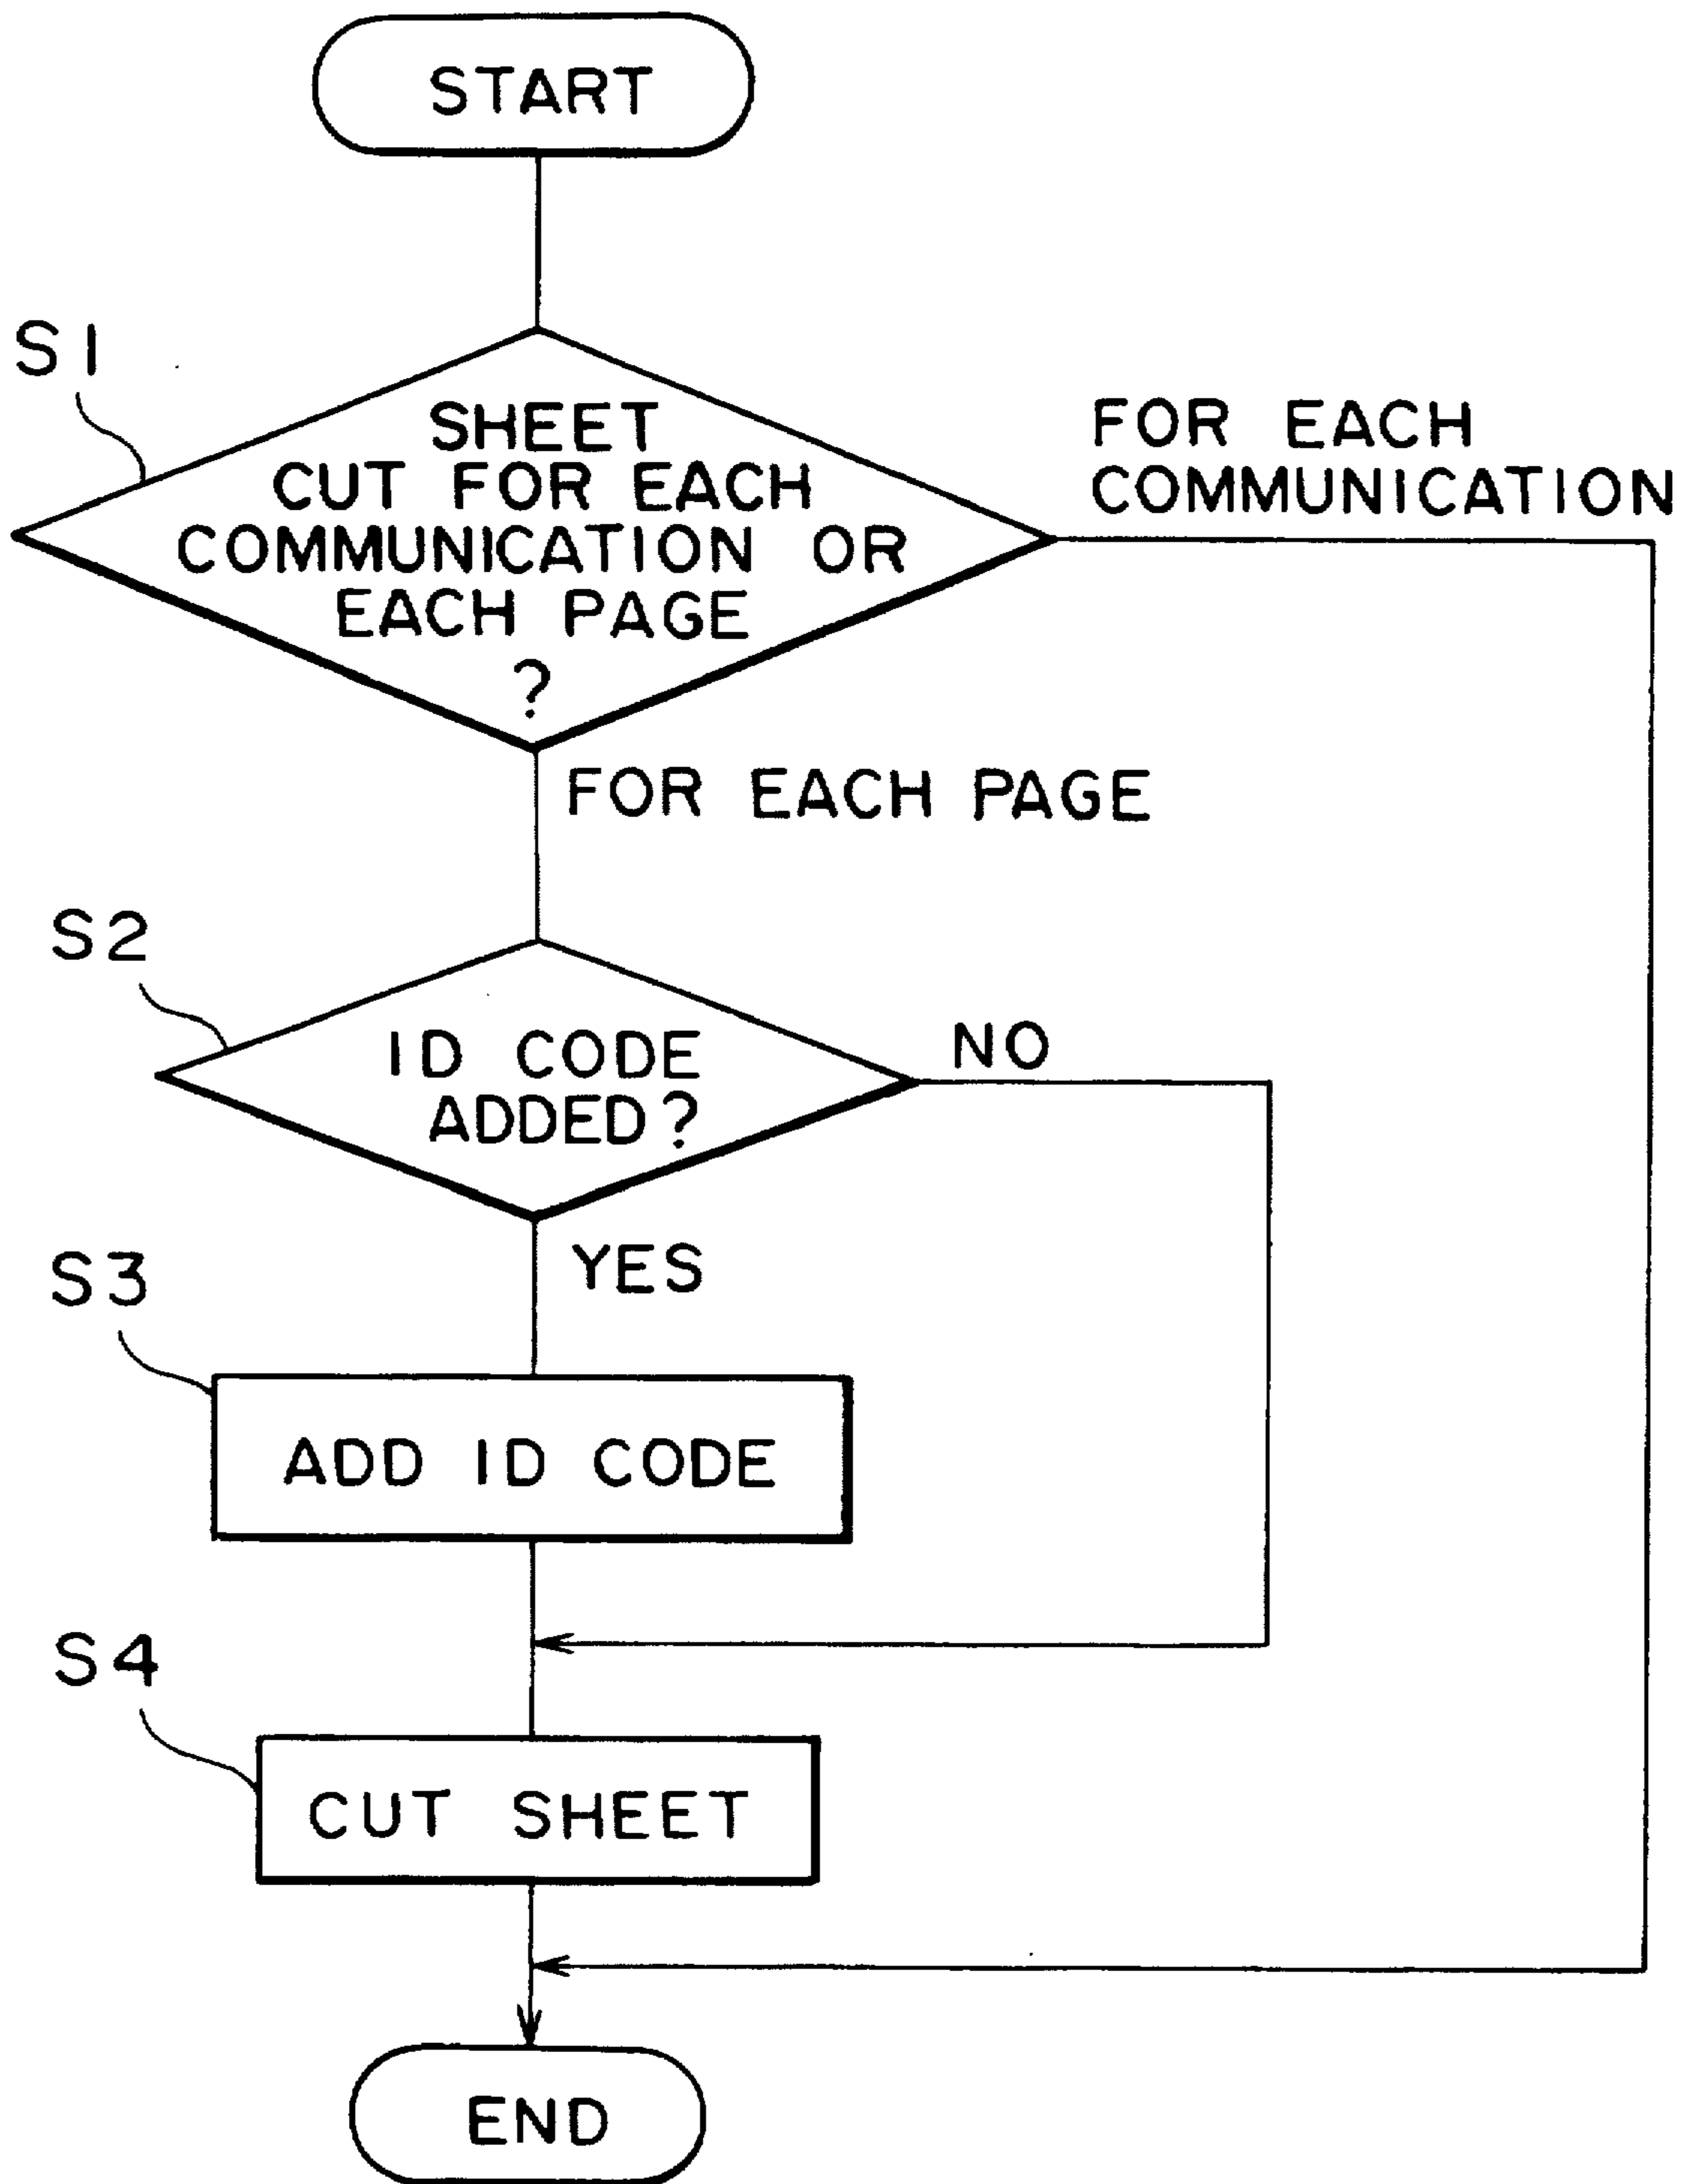 START
S1
SHEET
CUT FOR EACH
COMMUNICATION OR
EACH PAGE
?
FOR EACH
COMMUNICATION
FOR EACH PAGE
S2
ID CODE
ADDED?
NO
YES
S3
ADD ID CODE
S4
CUT SHEET
END